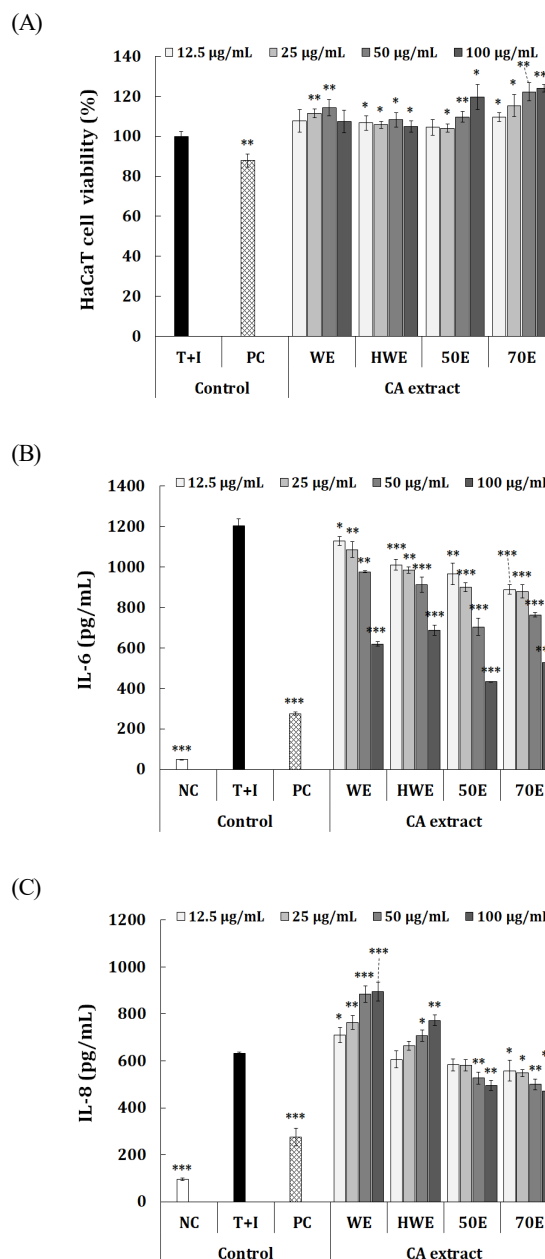 (A)
140
12.5 µg/mL 25 µg/mL 50 µg/mL 100 µg/mL
120
100
80
60
40
20
0
HaCaT cell viability (%)
** ** ** * * * * * ** * * * ** **
T+I PC WE HWE 50E 70E
Control CA extract
(B)
1400
12.5 µg/mL 25 µg/mL 50 µg/mL 100 µg/mL
1200
1000
800
600
400
200
0
IL-6 (pg/mL)
*** *** * ** ** *** *** ** *** *** ** *** *** *** *** *** ***
NC T+I PC WE HWE 50E 70E
Control CA extract
(C)
1200
12.5 µg/mL 25 µg/mL 50 µg/mL 100 µg/mL
1000
800
600
400
200
0
IL-8 (pg/mL)
*** *** * ** *** *** * ** ** ** * * **
NC T+I PC WE HWE 50E 70E
Control CA extract